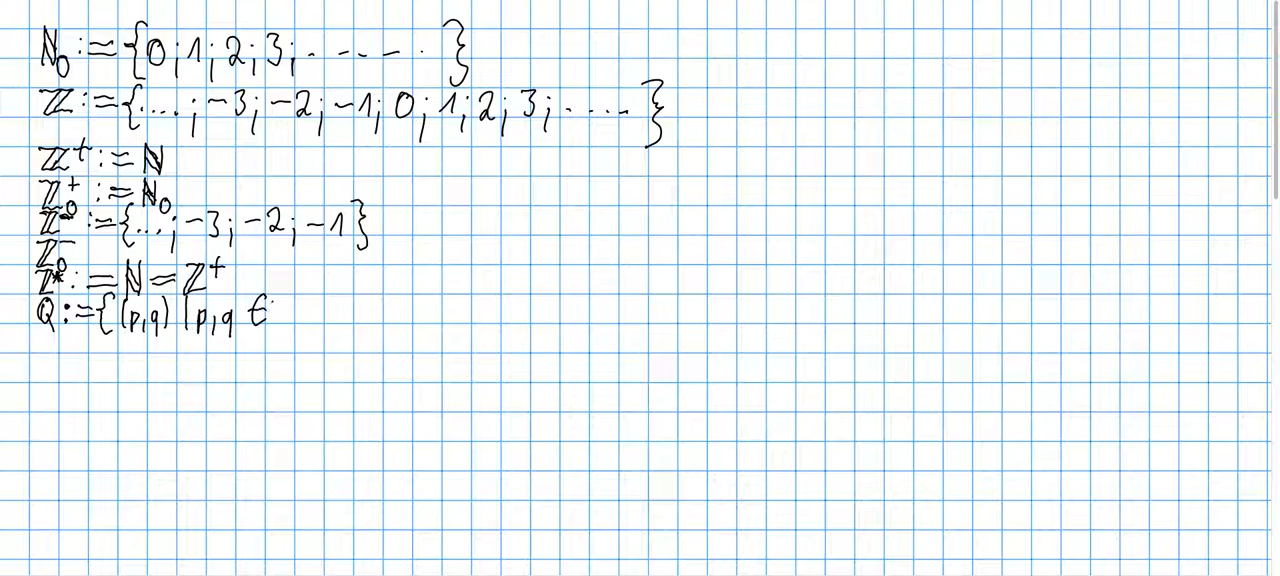 ℕ₀ := {0; 1; 2; 3; . - - - - . }
ℤ := {....; -3; -2; -1; 0; 1; 2; 3; ..... }
ℤ⁺ := ℕ
ℤ₀⁺ := ℕ₀
ℤ⁻ := {...; -3; -2; -1}
ℤ₀⁻
ℤ* := ℕ = ℤ⁺
ℚ := {(p,q) | p,q ∈